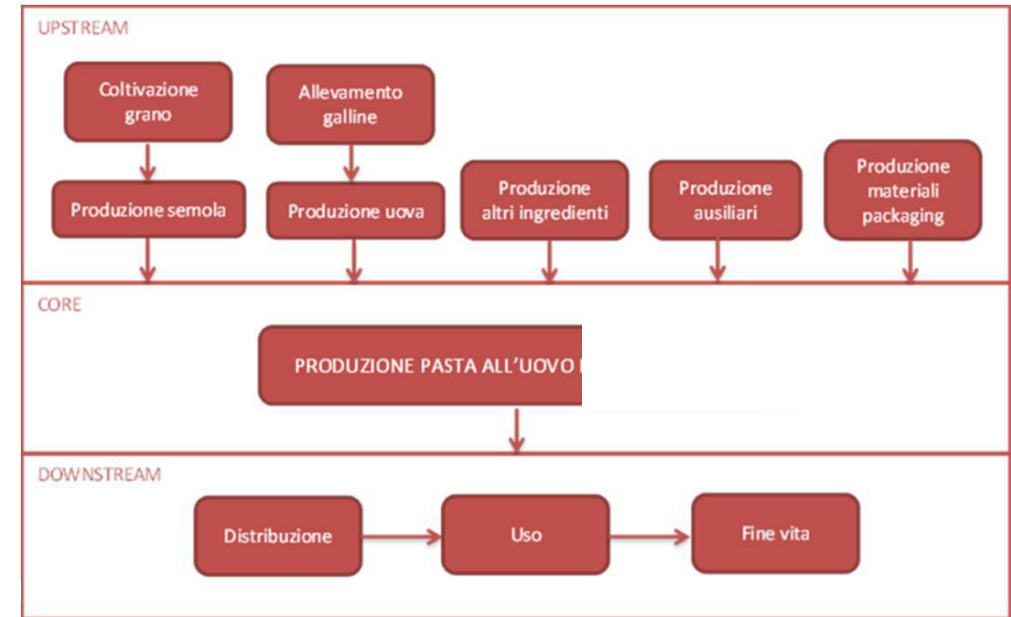 UPSTREAM
Coltivazione
grano
Allevamento
galline
Produzione semola
Produzione uova
Produzione
altri ingredienti
Produzione
ausiliari
Produzione
materiali
packaging
CORE
PRODUZIONE PASTA ALL’UOVO
DOWNSTREAM
Distribuzione
Uso
Fine vita